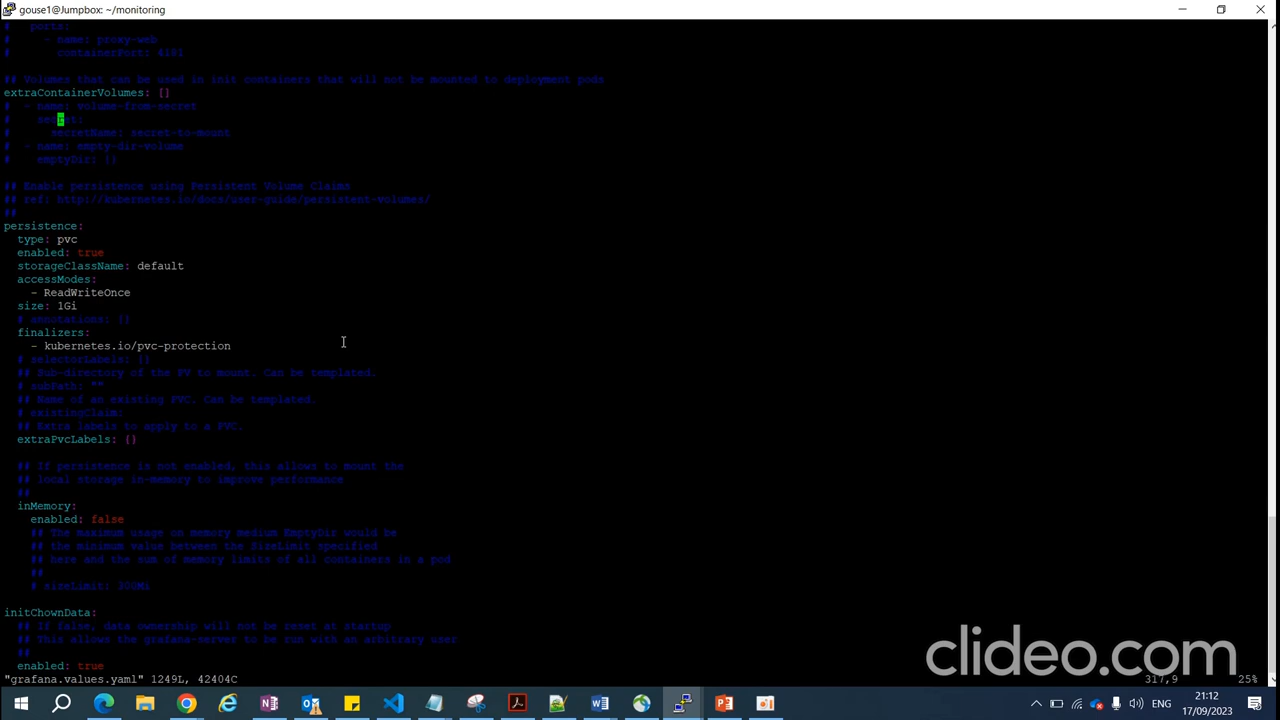 gouse1@Jumpbox: ~/monitoring
#   ports:
#     - name: proxy-web
#       containerPort: 4181
## Volumes that can be used in init containers that will not be mounted to deployment pods
extraContainerVolumes: []
#  - name: volume-from-secret
#    secret:
#      secretName: secret-to-mount
#  - name: empty-dir-volume
#    emptyDir: {}
## Enable persistence using Persistent Volume Claims
## ref: http://kubernetes.io/docs/user-guide/persistent-volumes/
##
persistence:
  type: pvc
  enabled: true
  storageClassName: default
  accessModes:
    - ReadWriteOnce
  size: 1Gi
  # annotations: {}
  finalizers:
    - kubernetes.io/pvc-protection
  # selectorLabels: {}
  ## Sub-directory of the PV to mount. Can be templated.
  # subPath: ""
  ## Name of an existing PVC. Can be templated.
  # existingClaim:
  ## Extra labels to apply to a PVC.
  extraPvcLabels: {}
  ## If persistence is not enabled, this allows to mount the
  ## local storage in-memory to improve performance
  ##
  inMemory:
    enabled: false
    ## The maximum usage on memory medium EmptyDir would be
    ## the minimum value between the SizeLimit specified
    ## here and the sum of memory limits of all containers in a pod
    ##
    # sizeLimit: 300Mi
initChownData:
  ## If false, data ownership will not be reset at startup
  ## This allows the grafana-server to be run with an arbitrary user
  ##
  enabled: true
"grafana.values.yaml" 1249L, 42404C
317,9
25%
clideo.com
ENG
21:12
17/09/2023